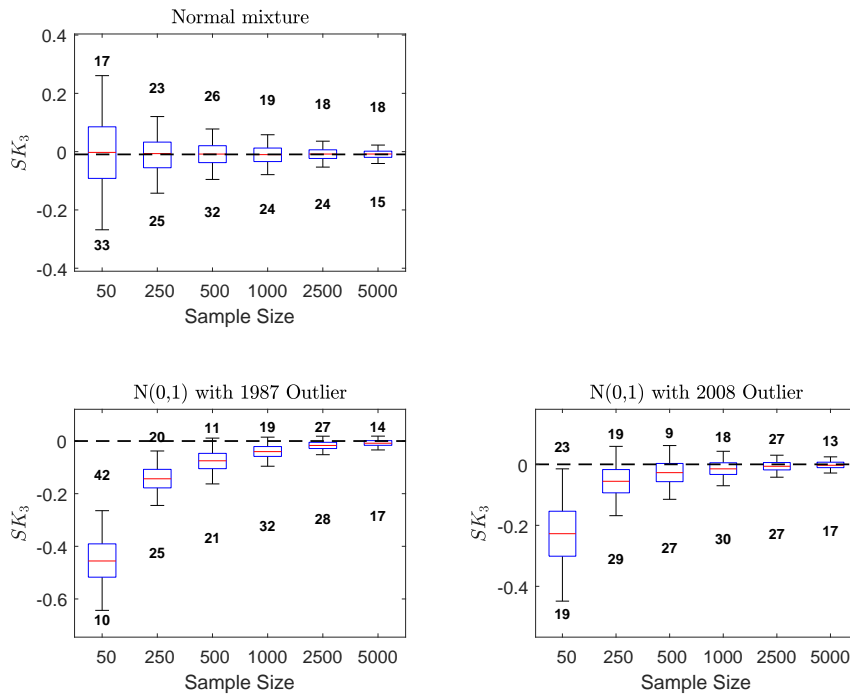 Normal mixture
0.4
0.2
0
-0.2
-0.4
SK3
17 23 26 19 18 18
33 25 32 24 24 15
50 250 500 1000 2500 5000
Sample Size
N(0,1) with 1987 Outlier
0
-0.2
-0.4
-0.6
SK3
42 20 11 19 27 14
10 25 21 32 28 17
50 250 500 1000 2500 5000
Sample Size
N(0,1) with 2008 Outlier
0
-0.2
-0.4
SK3
23 19 9 18 27 13
19 29 27 30 27 17
50 250 500 1000 2500 5000
Sample Size